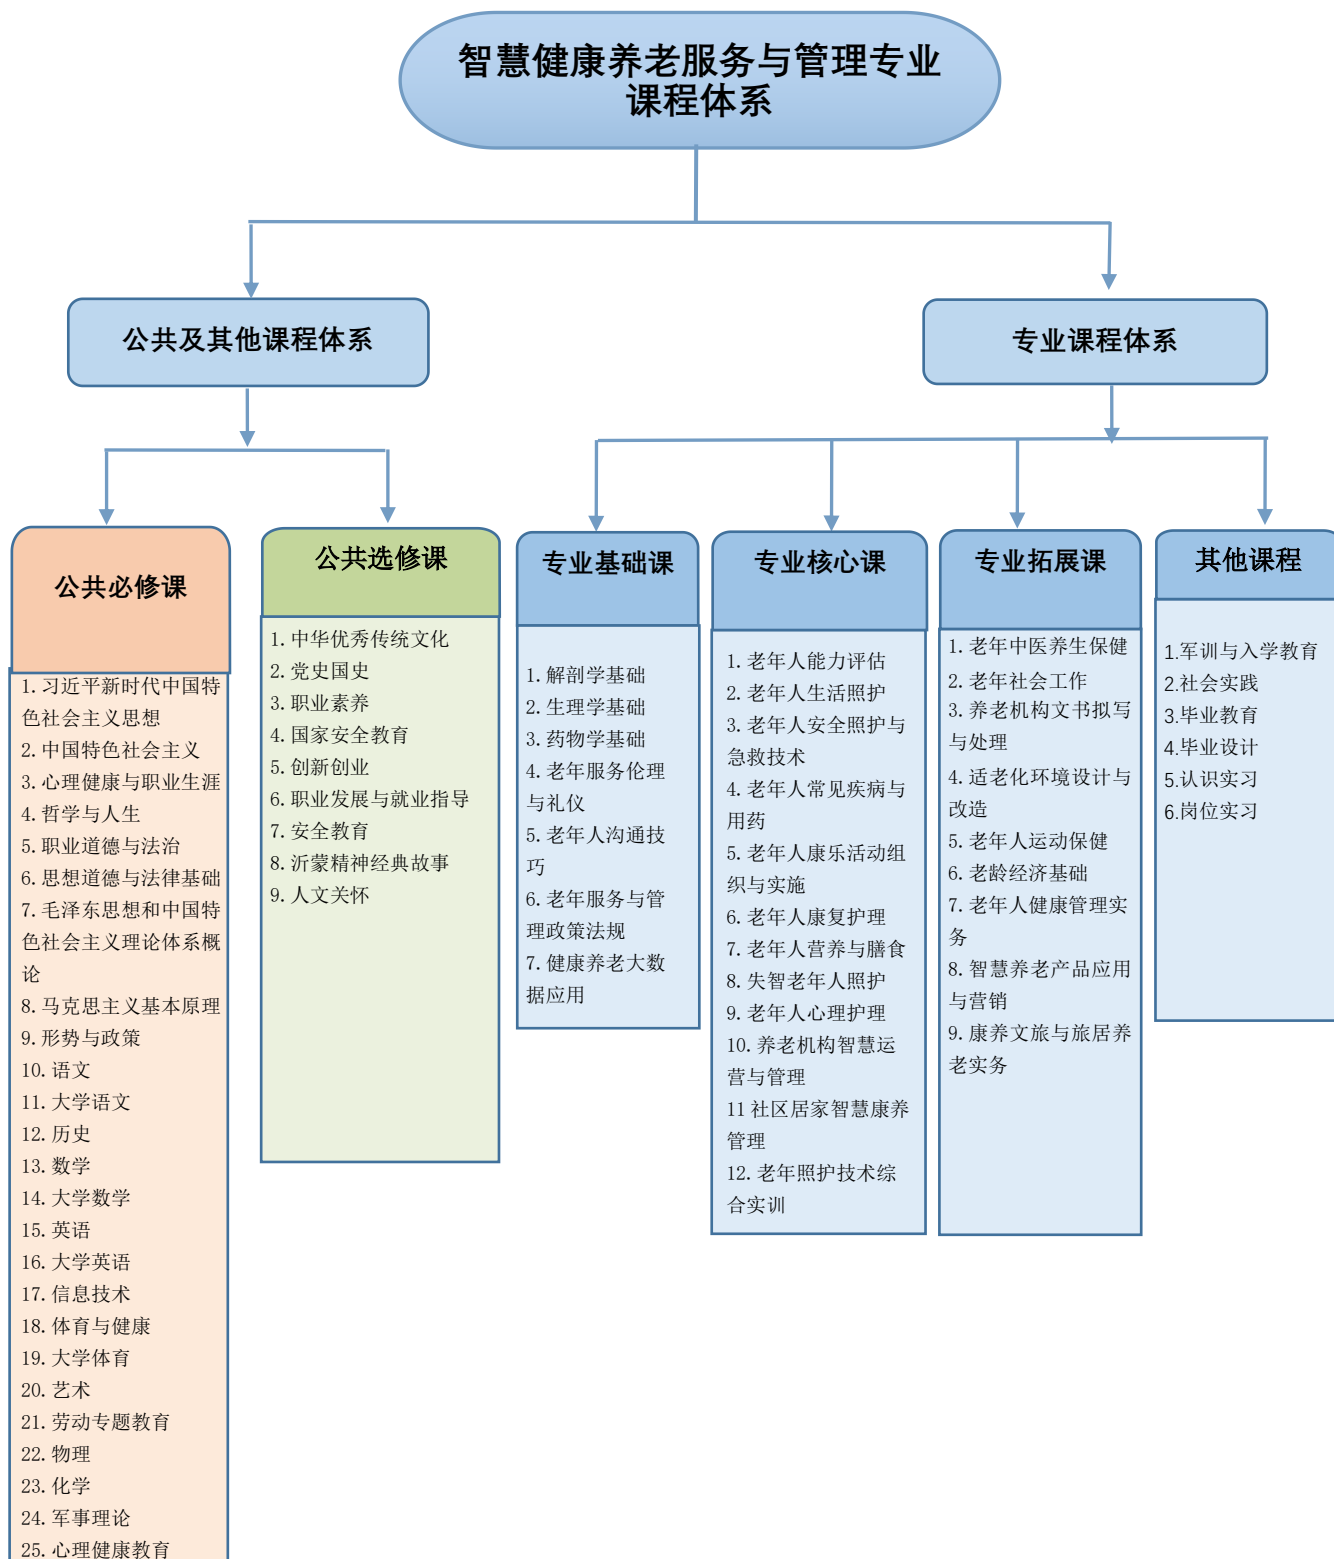 智慧健康养老服务与管理专业
课程体系
公共及其他课程体系
专业课程体系
公共必修课
1.习近平新时代中国特
色社会主义思想
2.中国特色社会主义
3.心理健康与职业生涯
4.哲学与人生
5.职业道德与法治
6.思想道德与法律基础
7.毛泽东思想和中国特
色社会主义理论体系概
论
8.马克思主义基本原理
9.形势与政策
10.语文
11.大学语文
12.历史
13.数学
14.大学数学
15.英语
16.大学英语
17.信息技术
18.体育与健康
19.大学体育
20.艺术
21.劳动专题教育
22.物理
23.化学
24.军事理论
25.心理健康教育
公共选修课
1.中华优秀传统文化
2.党史国史
3.职业素养
4.国家安全教育
5.创新创业
6.职业发展与就业指导
7.安全教育
8.沂蒙精神经典故事
9.人文关怀
专业基础课
1.解剖学基础
2.生理学基础
3.药物学基础
4.老年服务伦理
与礼仪
5.老年人沟通技
巧
6.老年服务与管
理政策法规
7.健康养老大数
据应用
专业核心课
1.老年人能力评估
2.老年人生活照护
3.老年人安全照护与
急救技术
4.老年人常见疾病与
用药
5.老年人康乐活动组
织与实施
6.老年人康复护理
7.老年人营养与膳食
8.失智老年人照护
9.老年人心理护理
10.养老机构智慧运
营与管理
11 社区居家智慧康养
管理
12.老年照护技术综
合实训
专业拓展课
1.老年中医养生保健
2.老年社会工作
3.养老机构文书拟写
与处理
4.适老化环境设计与
改造
5.老年人运动保健
6.老龄经济基础
7.老年人健康管理实
务
8.智慧养老产品应用
与营销
9.康养文旅与旅居养
老实务
其他课程
1.军训与入学教育
2.社会实践
3.毕业教育
4.毕业设计
5.认识实习
6.岗位实习